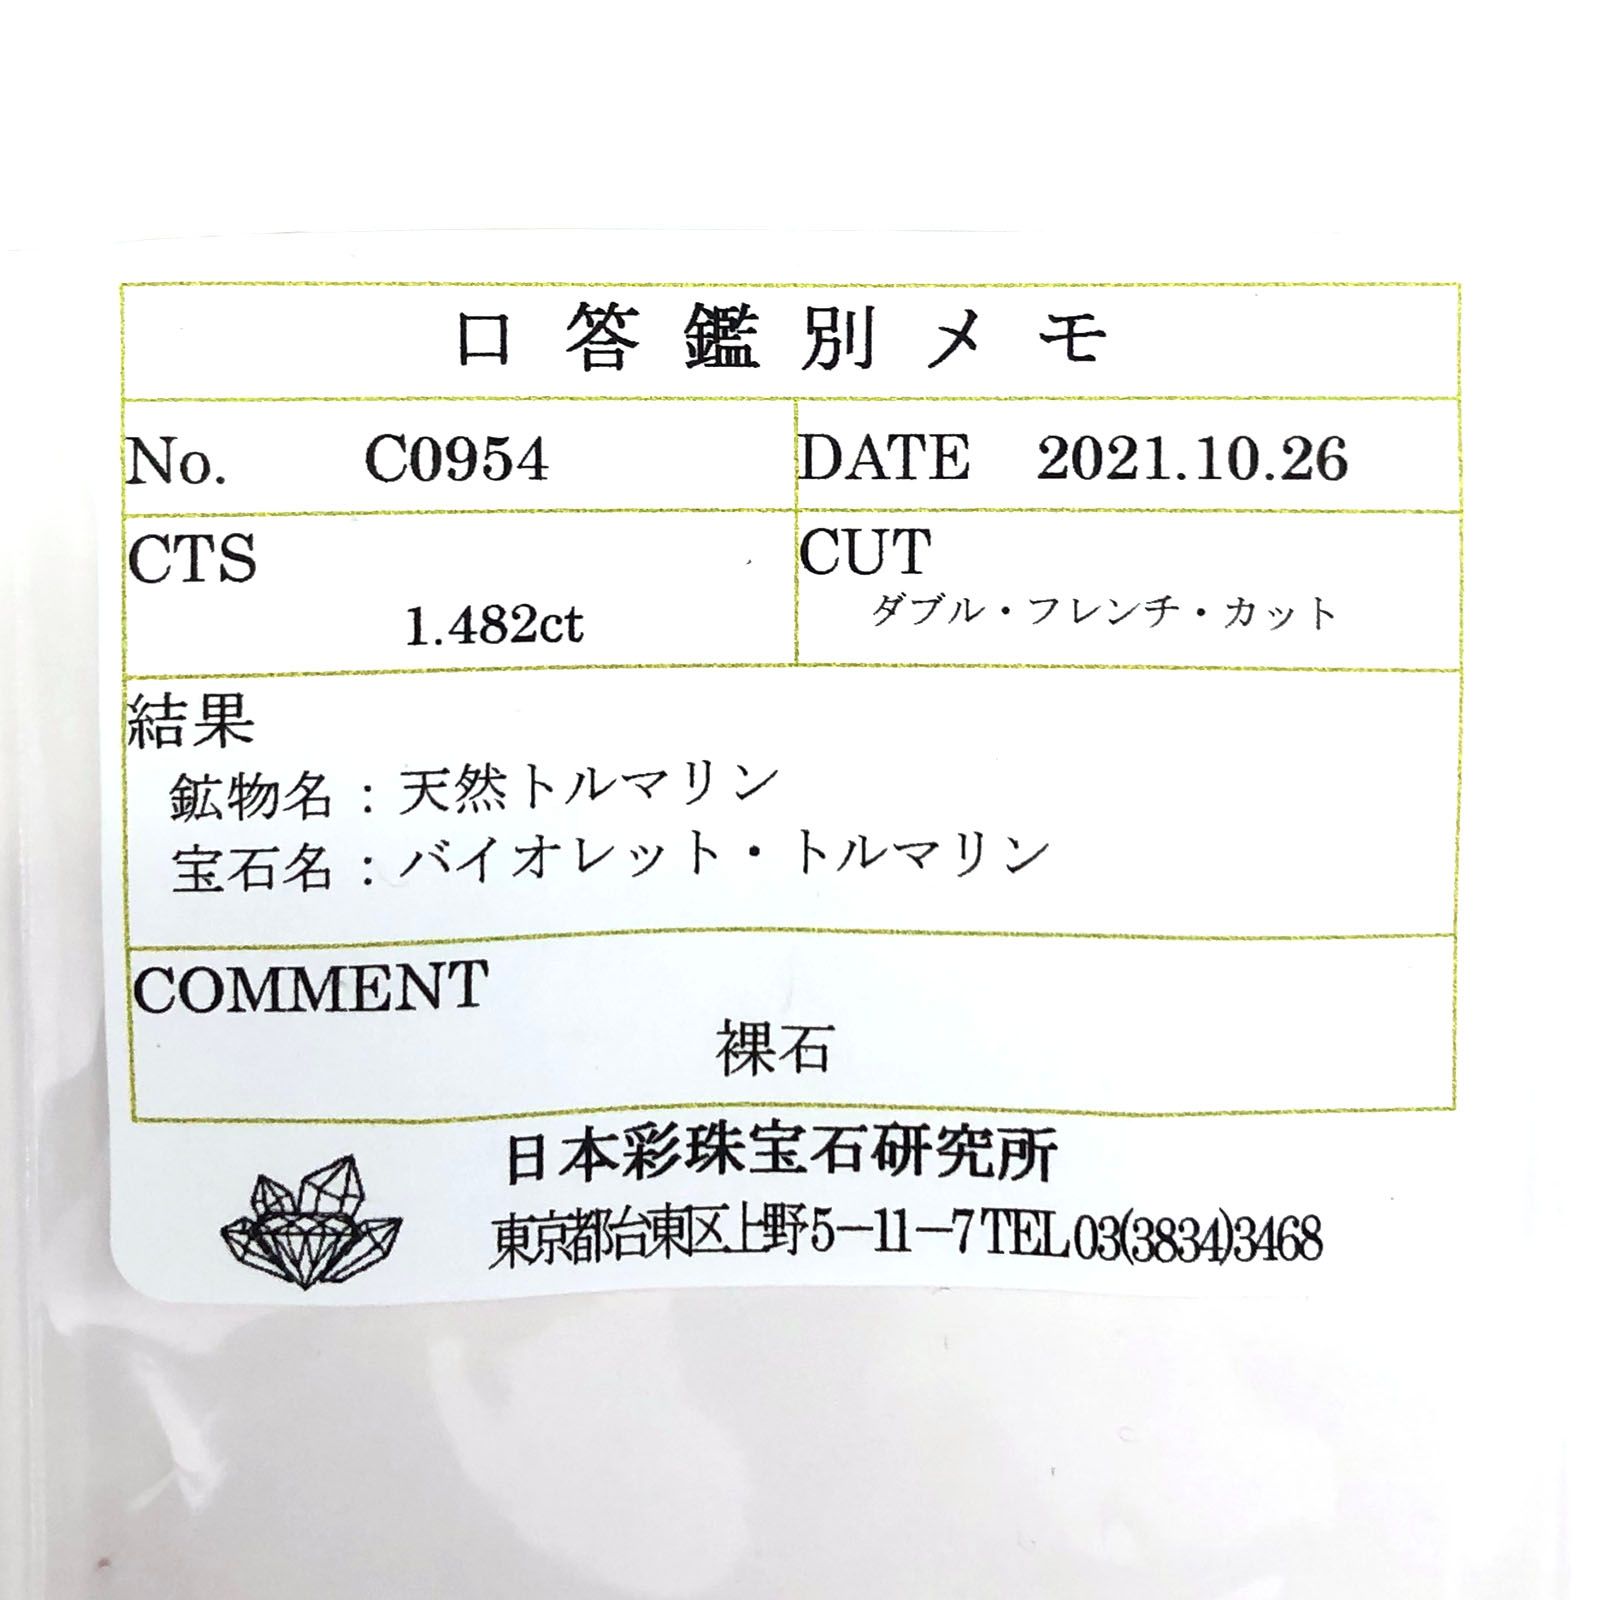 口答鑑別メモ
No. C0954 DATE 2021.10.26
CTS CUT
1.482ct ダブル・フレンチ・カット
結果
鉱物名：天然トルマリン
宝石名：バイオレット・トルマリン
COMMENT
裸石
日本彩珠宝石研究所
東京都台東区上野5－11－7 TEL 03(3834)3468